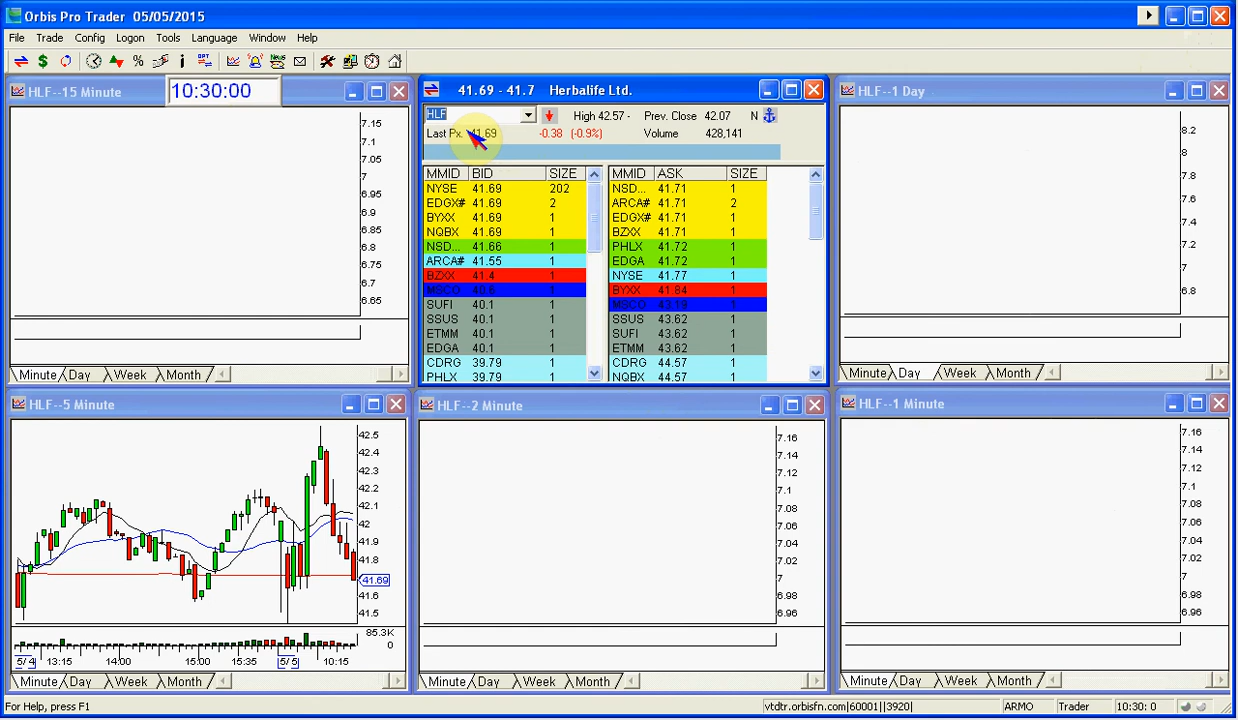 Orbis Pro Trader 05/05/2015
File Trade Config Logon Tools Language Window Help
HLF--15 Minute
10:30:00
7.15
7.1
7.05
7
6.95
6.9
6.85
6.8
6.75
6.7
6.65
Minute Day Week Month
41.69 - 41.7 Herbalife Ltd.
HLF High 42.57 - Prev. Close 42.07 N
Last Px. 41.69 -0.38 (-0.9%) Volume 428,141
MMID BID SIZE MMID ASK SIZE
NYSE 41.69 202 NSD... 41.71 1
EDGX# 41.69 2 ARCA# 41.71 2
BYXX 41.69 1 EDGX# 41.71 1
NQBX 41.69 1 BZXX 41.71 1
NSD... 41.66 1 PHLX 41.72 1
ARCA# 41.55 1 EDGA 41.72 1
BZXX 41.4 1 NYSE 41.77 1
MSCO 40.6 1 BYXX 41.84 1
SUFI 40.1 1 MSCO 43.19 1
SSUS 40.1 1 SSUS 43.62 1
ETMM 40.1 1 SUFI 43.62 1
EDGA 40.1 1 ETMM 43.62 1
CDRG 39.79 1 CDRG 44.57 1
PHLX 39.79 1 NQBX 44.57 1
HLF--1 Day
8.2
8
7.8
7.6
7.4
7.2
7
6.8
Minute Day Week Month
HLF--5 Minute
42.5
42.4
42.3
42.2
42.1
42
41.9
41.8
41.69
41.6
41.5
85.3K
0
5/ 4 13:15 14:00 15:00 15:35 5/ 5 10:15
Minute Day Week Month
HLF--2 Minute
7.16
7.14
7.12
7.1
7.08
7.06
7.04
7.02
7
6.98
6.96
Minute Day Week Month
HLF--1 Minute
7.16
7.14
7.12
7.1
7.08
7.06
7.04
7.02
7
6.98
6.96
Minute Day Week Month
For Help, press F1 vtdtr.orbisfn.com|60001||3920| ARMO Trader 10:30: 0